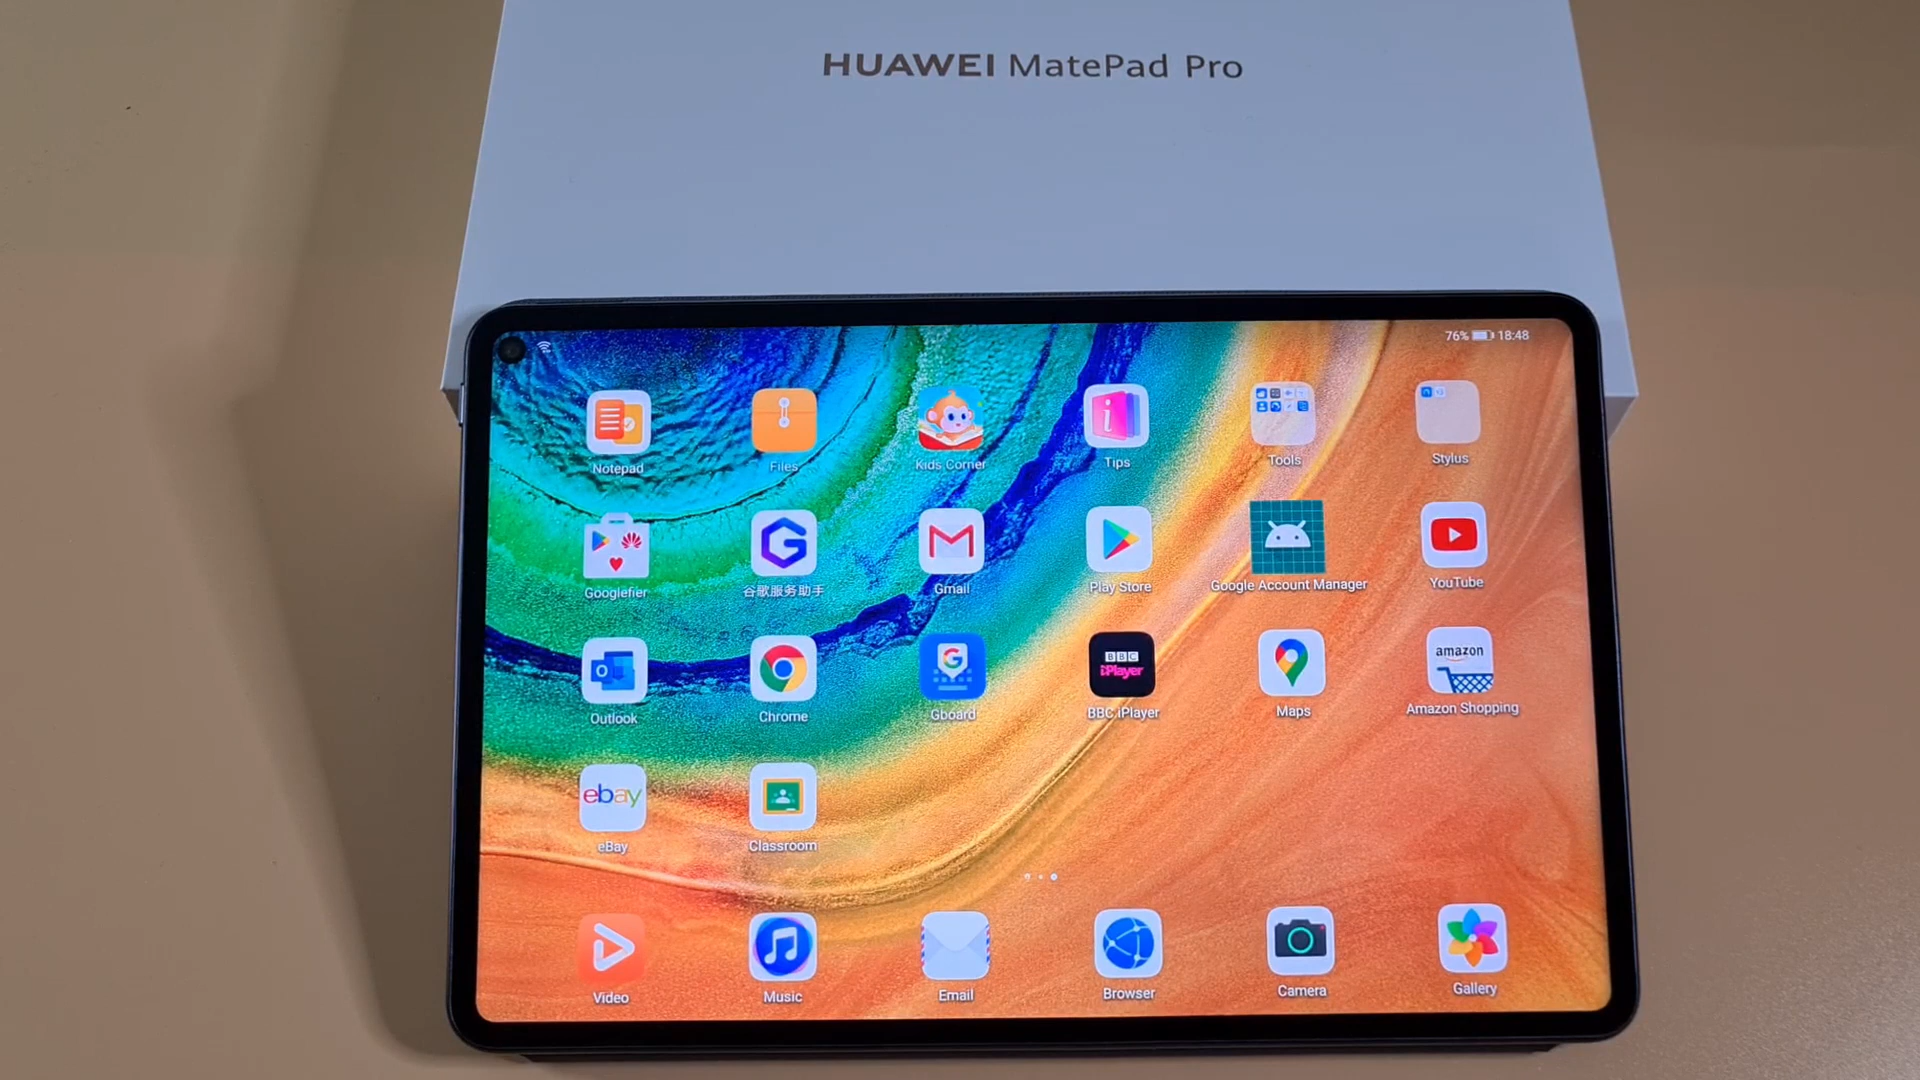 HUAWEI MatePad Pro
76% 18:48
Notepad
Files
Kids Corner
Tips
Tools
Stylus
Googlefier
谷歌服务助手
Gmail
Play Store
Google Account Manager
YouTube
Outlook
Chrome
Gboard
BBC
iPlayer
BBC iPlayer
Maps
amazon
Amazon Shopping
ebay
eBay
Classroom
Video
Music
Email
Browser
Camera
Gallery